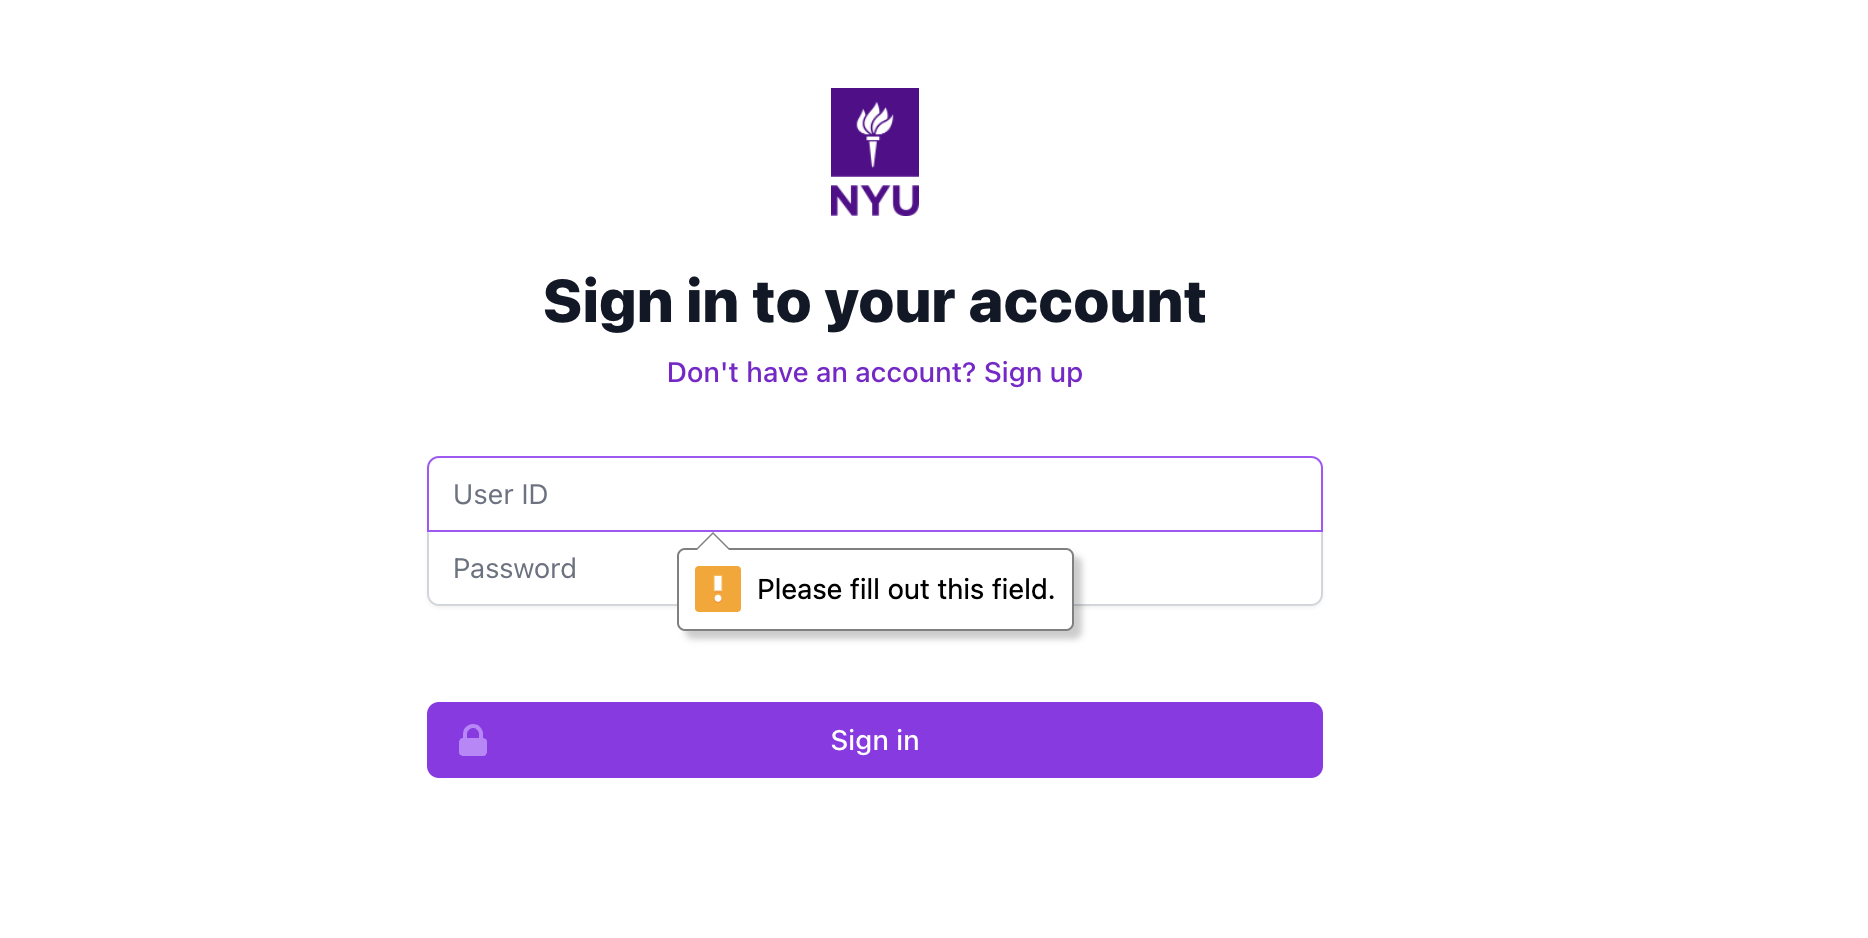 NYU
Sign in to your account
Don't have an account? Sign up
User ID
Password
Please fill out this field.
Sign in